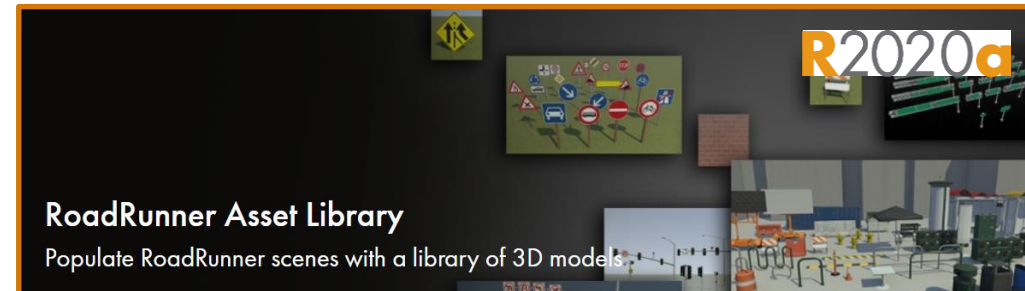 R2020a
RoadRunner Asset Library
Populate RoadRunner scenes with a library of 3D models.